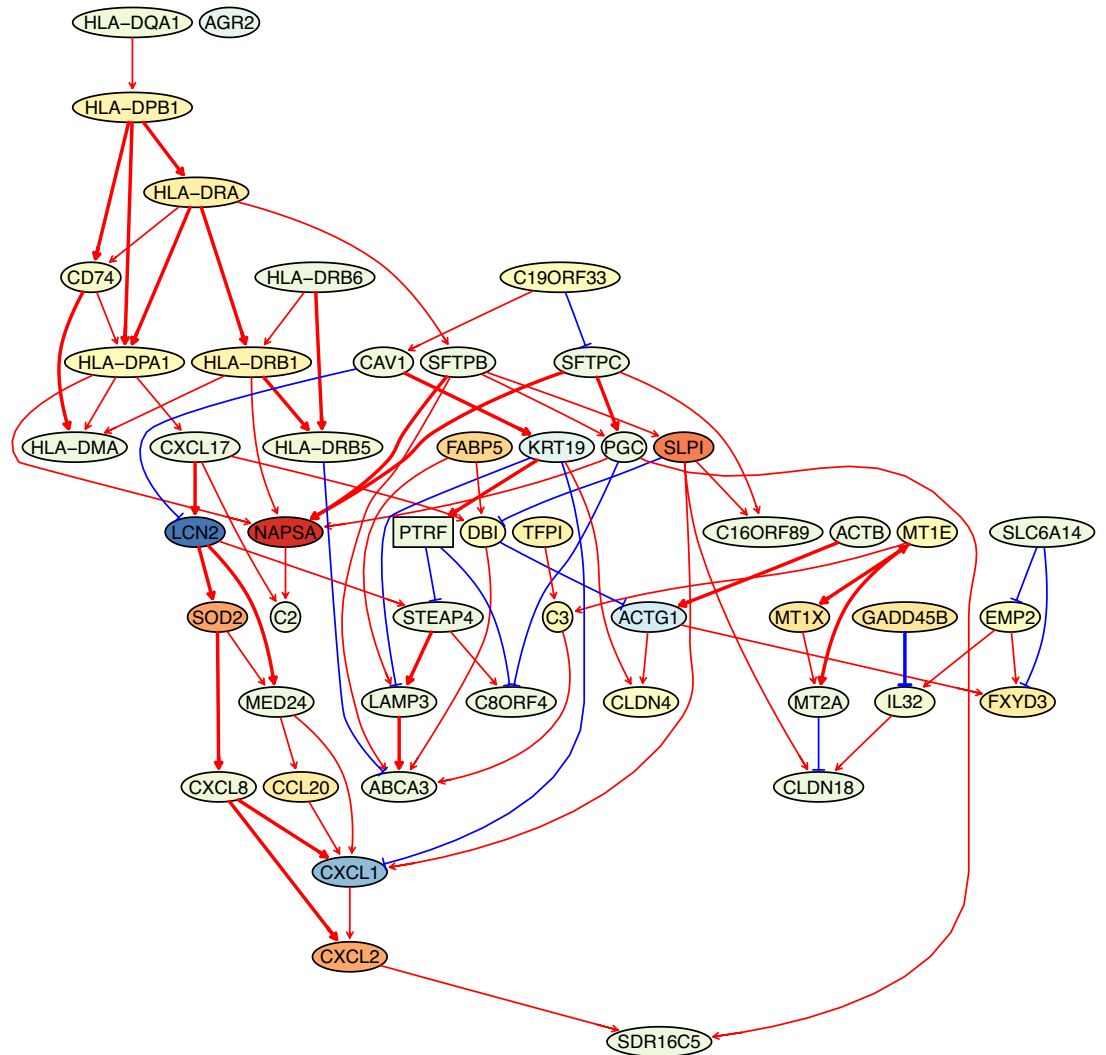 HLA−DQA1 AGR2
HLA−DPB1
HLA−DRA
CD74 HLA−DRB6 C19ORF33
HLA−DPA1 HLA−DRB1 CAV1 SFTPB SFTPC
HLA−DMA CXCL17 HLA−DRB5 FABP5 KRT19 PGC SLPI
LCN2 NAPSA PTRF DBI TFPI C16ORF89 ACTB MT1E SLC6A14
SOD2 C2 STEAP4 C3 ACTG1 MT1X GADD45B EMP2
MED24 LAMP3 C8ORF4 CLDN4 MT2A IL32 FXYD3
CXCL8 CCL20 ABCA3 CLDN18
CXCL1
CXCL2
SDR16C5